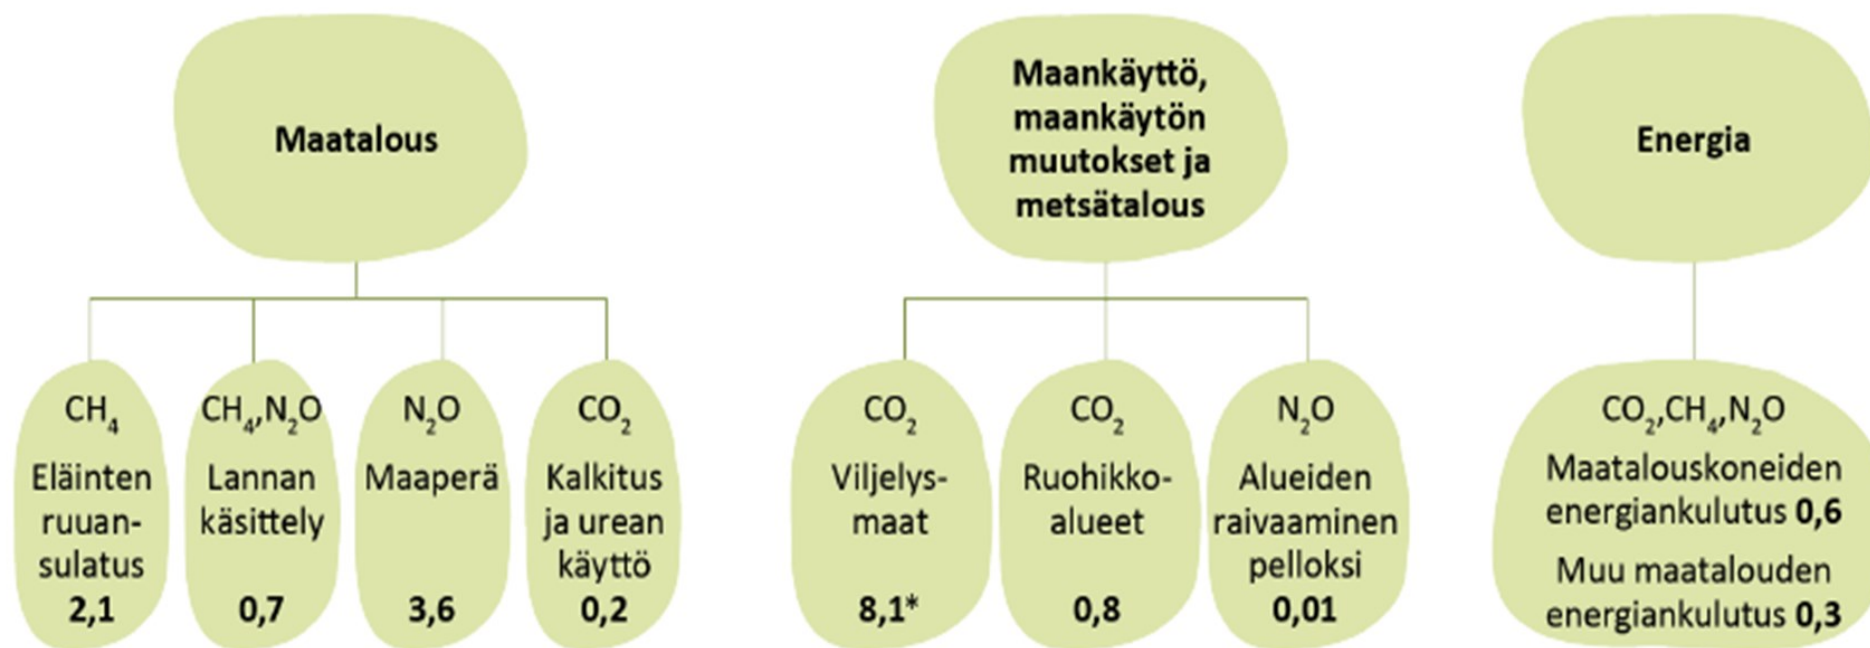 Maatalous
Maankäyttö,
maankäytön
muutokset ja
metsätalous
Energia
CH₄
Eläinten
ruuan-
sulatus
2,1
CH₄,N₂O
Lannan
käsittely
0,7
N₂O
Maaperä
3,6
CO₂
Kalkitus
ja urean
käyttö
0,2
CO₂
Viljelys-
maat
8,1*
CO₂
Ruohikko-
alueet
0,8
N₂O
Alueiden
raivaaminen
pelloksi
0,01
CO₂,CH₄,N₂O
Maatalouskoneiden
energiankulutus 0,6
Muu maatalouden
energiankulutus 0,3